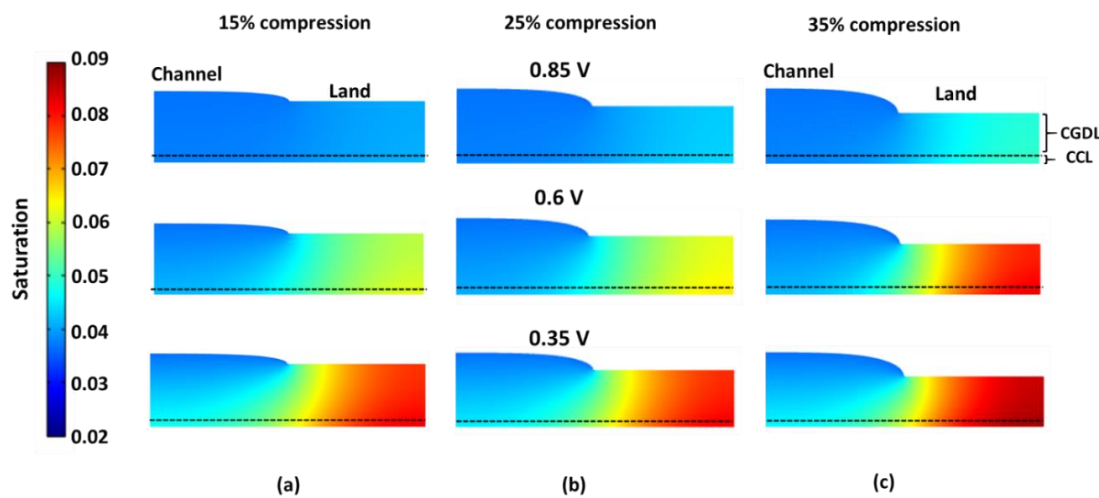 15% compression
25% compression
35% compression
0.09
0.08
0.07
0.06
0.05
0.04
0.03
0.02
Saturation
Channel
Land
0.85 V
Channel
Land
CGDL
CCL
0.6 V
0.35 V
(a)
(b)
(c)